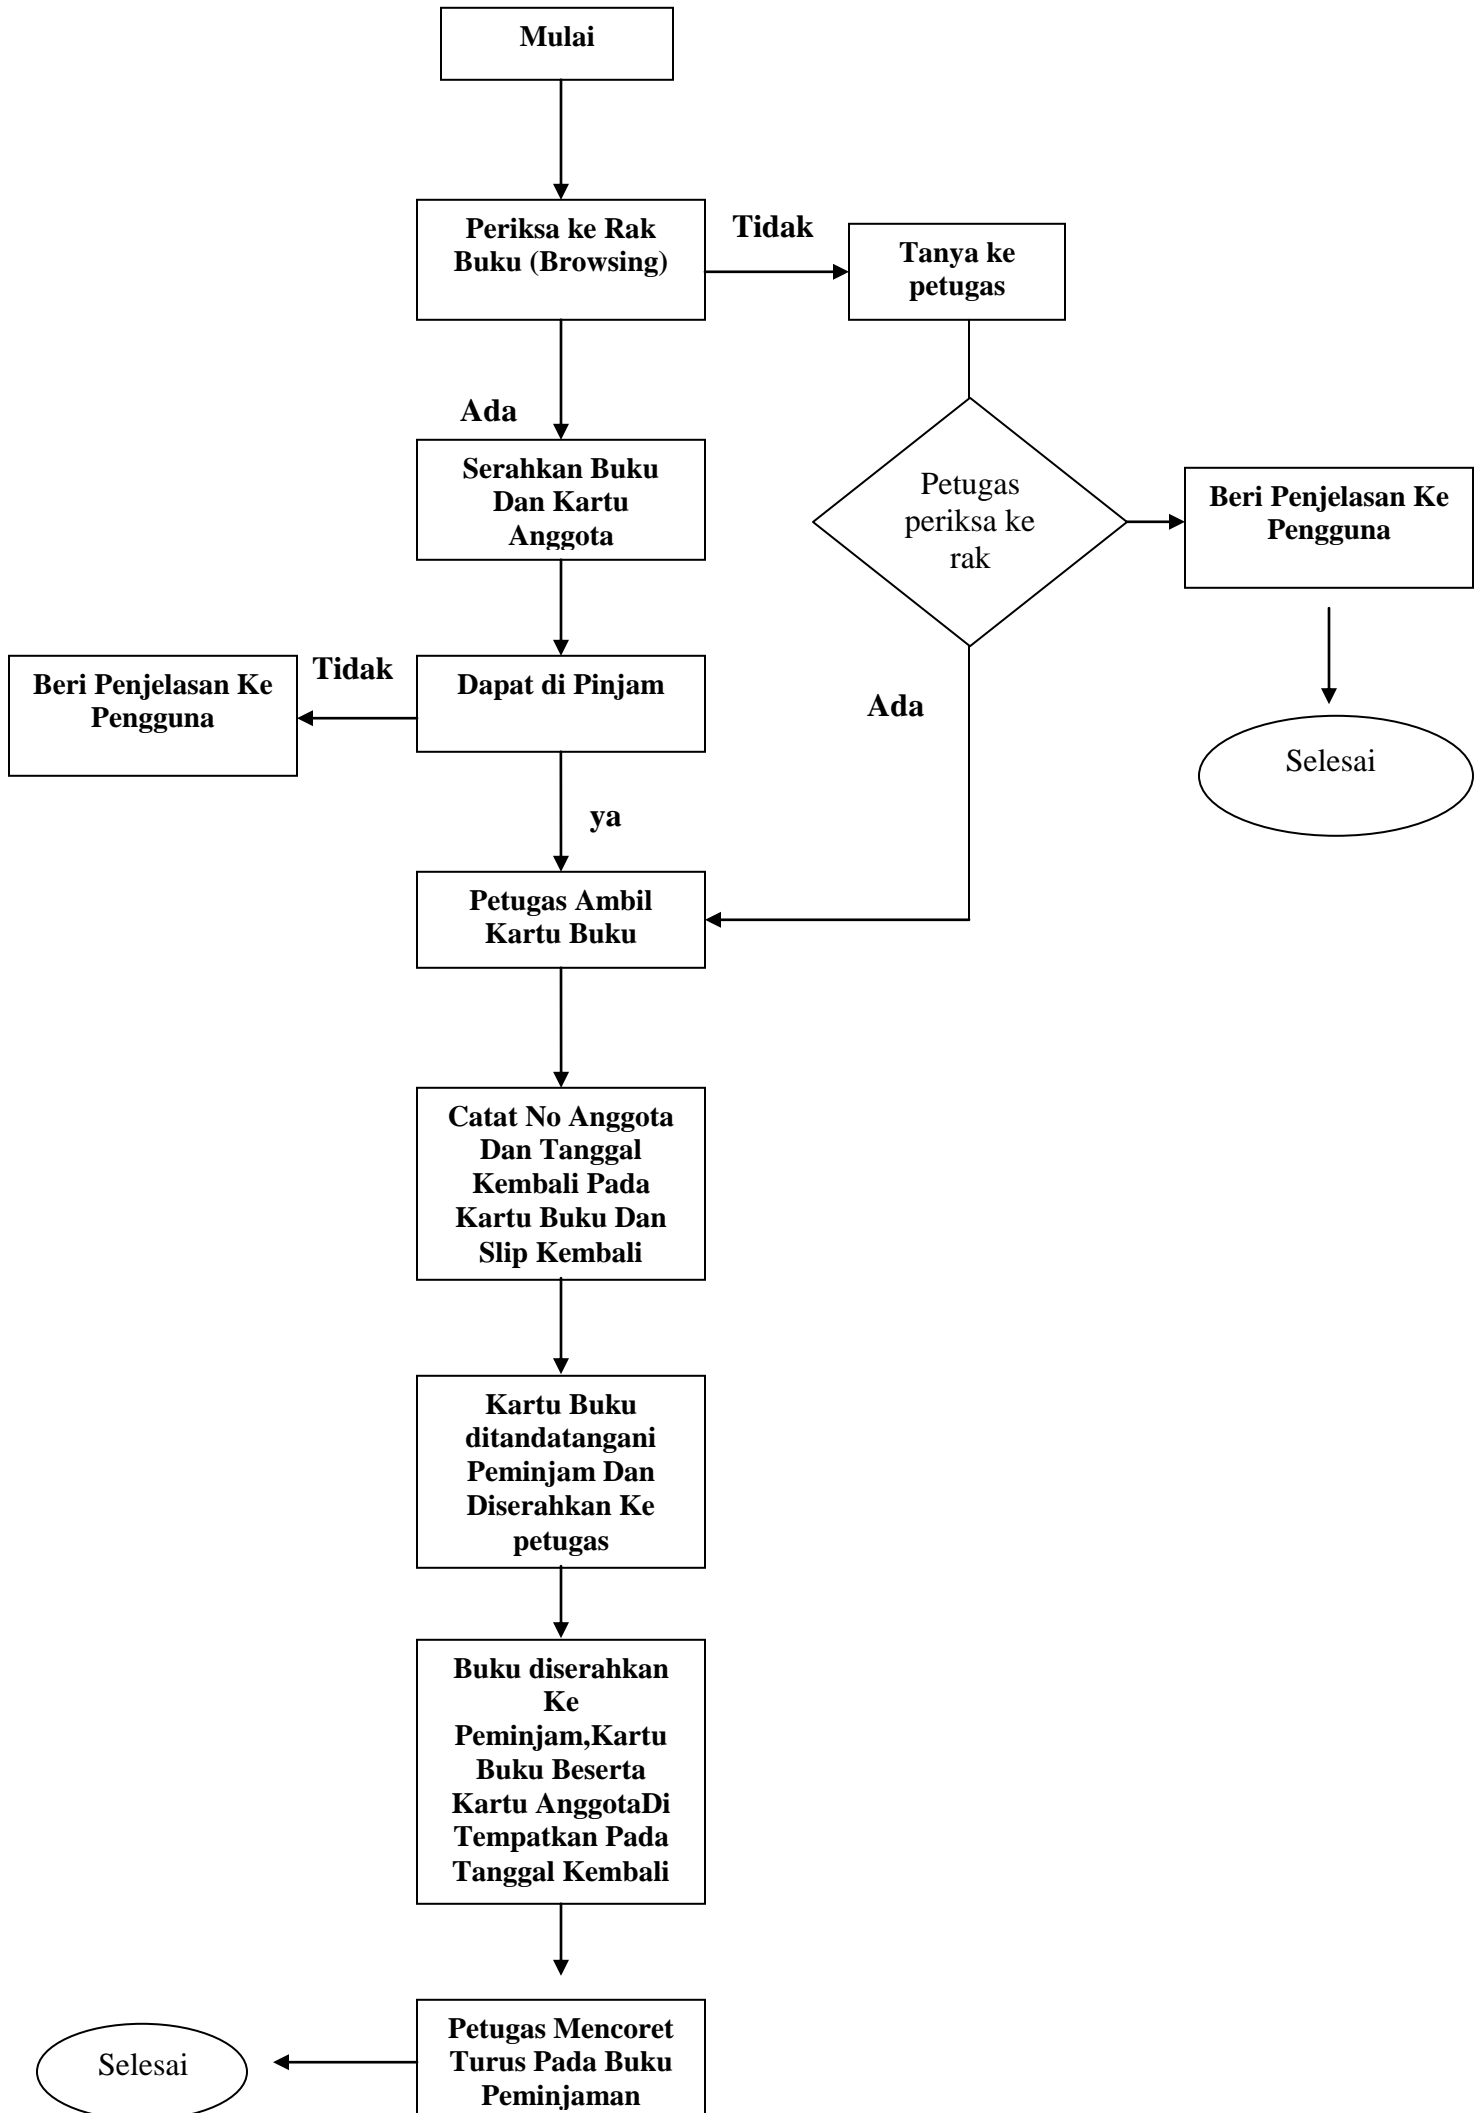 Mulai
Periksa ke Rak
Buku (Browsing)
Tidak
Tanya ke
petugas
Ada
Serahkan Buku
Dan Kartu
Anggota
Petugas
periksa ke
rak
Beri Penjelasan Ke
Pengguna
Beri Penjelasan Ke
Pengguna
Tidak
Dapat di Pinjam
Ada
Selesai
ya
Petugas Ambil
Kartu Buku
Catat No Anggota
Dan Tanggal
Kembali Pada
Kartu Buku Dan
Slip Kembali
Kartu Buku
ditandatangani
Peminjam Dan
Diserahkan Ke
petugas
Buku diserahkan
Ke
Peminjam,Kartu
Buku Beserta
Kartu AnggotaDi
Tempatkan Pada
Tanggal Kembali
Petugas Mencoret
Turus Pada Buku
Peminjaman
Selesai